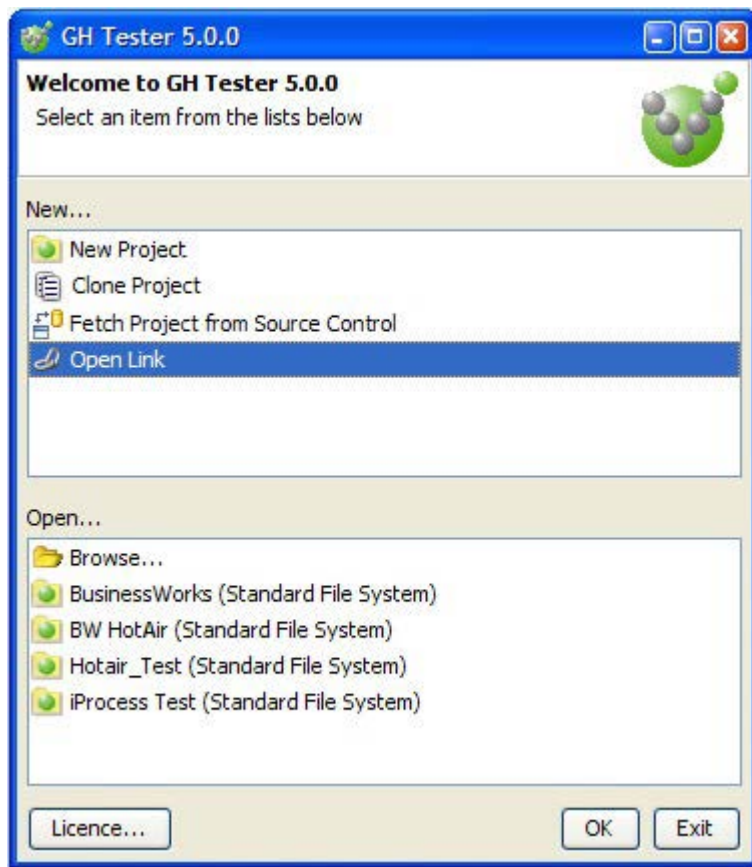 GH Tester 5.0.0
Welcome to GH Tester 5.0.0
Select an item from the lists below
New...
New Project
Clone Project
Fetch Project from Source Control
Open Link
Open...
Browse...
BusinessWorks (Standard File System)
BW HotAir (Standard File System)
Hotair_Test (Standard File System)
iProcess Test (Standard File System)
Licence...
OK
Exit